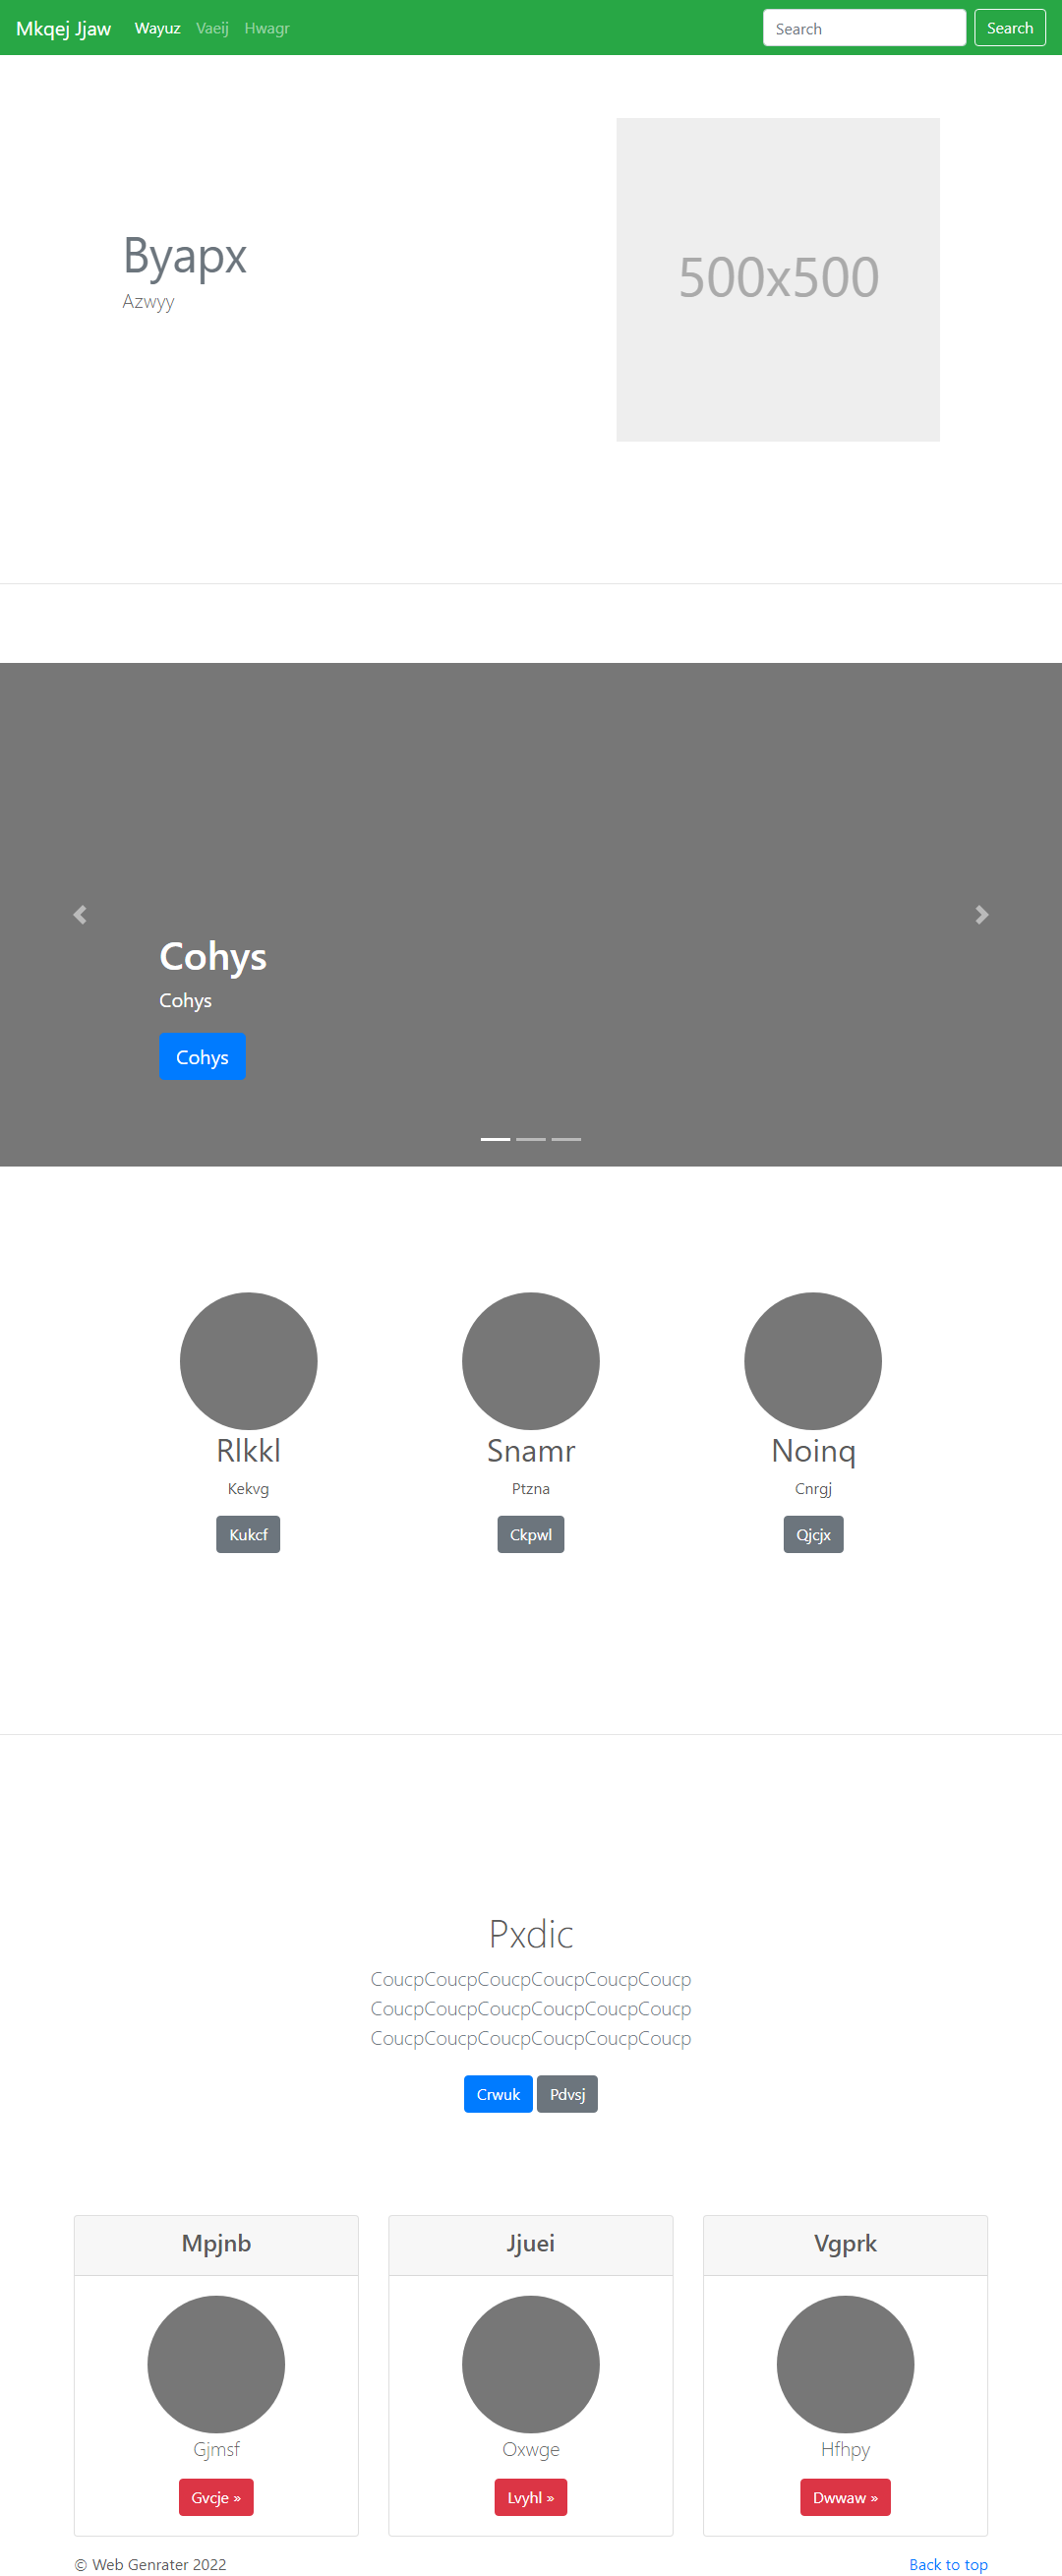 Mkqej Jjaw Wayuz Vaeij Hwagr Search Search
Byapx
Azwyy
500x500
Cohys
Cohys
Cohys
Rlkkl Snamr Noinq
Kekvg Ptzna Cnrgj
Kukcf Ckpwl Qjcjx
Pxdic
CoucpCoucpCoucpCoucpCoucpCoucp
CoucpCoucpCoucpCoucpCoucpCoucp
CoucpCoucpCoucpCoucpCoucpCoucp
Crwuk Pdvsj
Mpjnb Jjuei Vgprk
Gjmsf Oxwge Hfhpy
Gvcje » Lvyhl » Dwwaw »
© Web Genrater 2022 Back to top